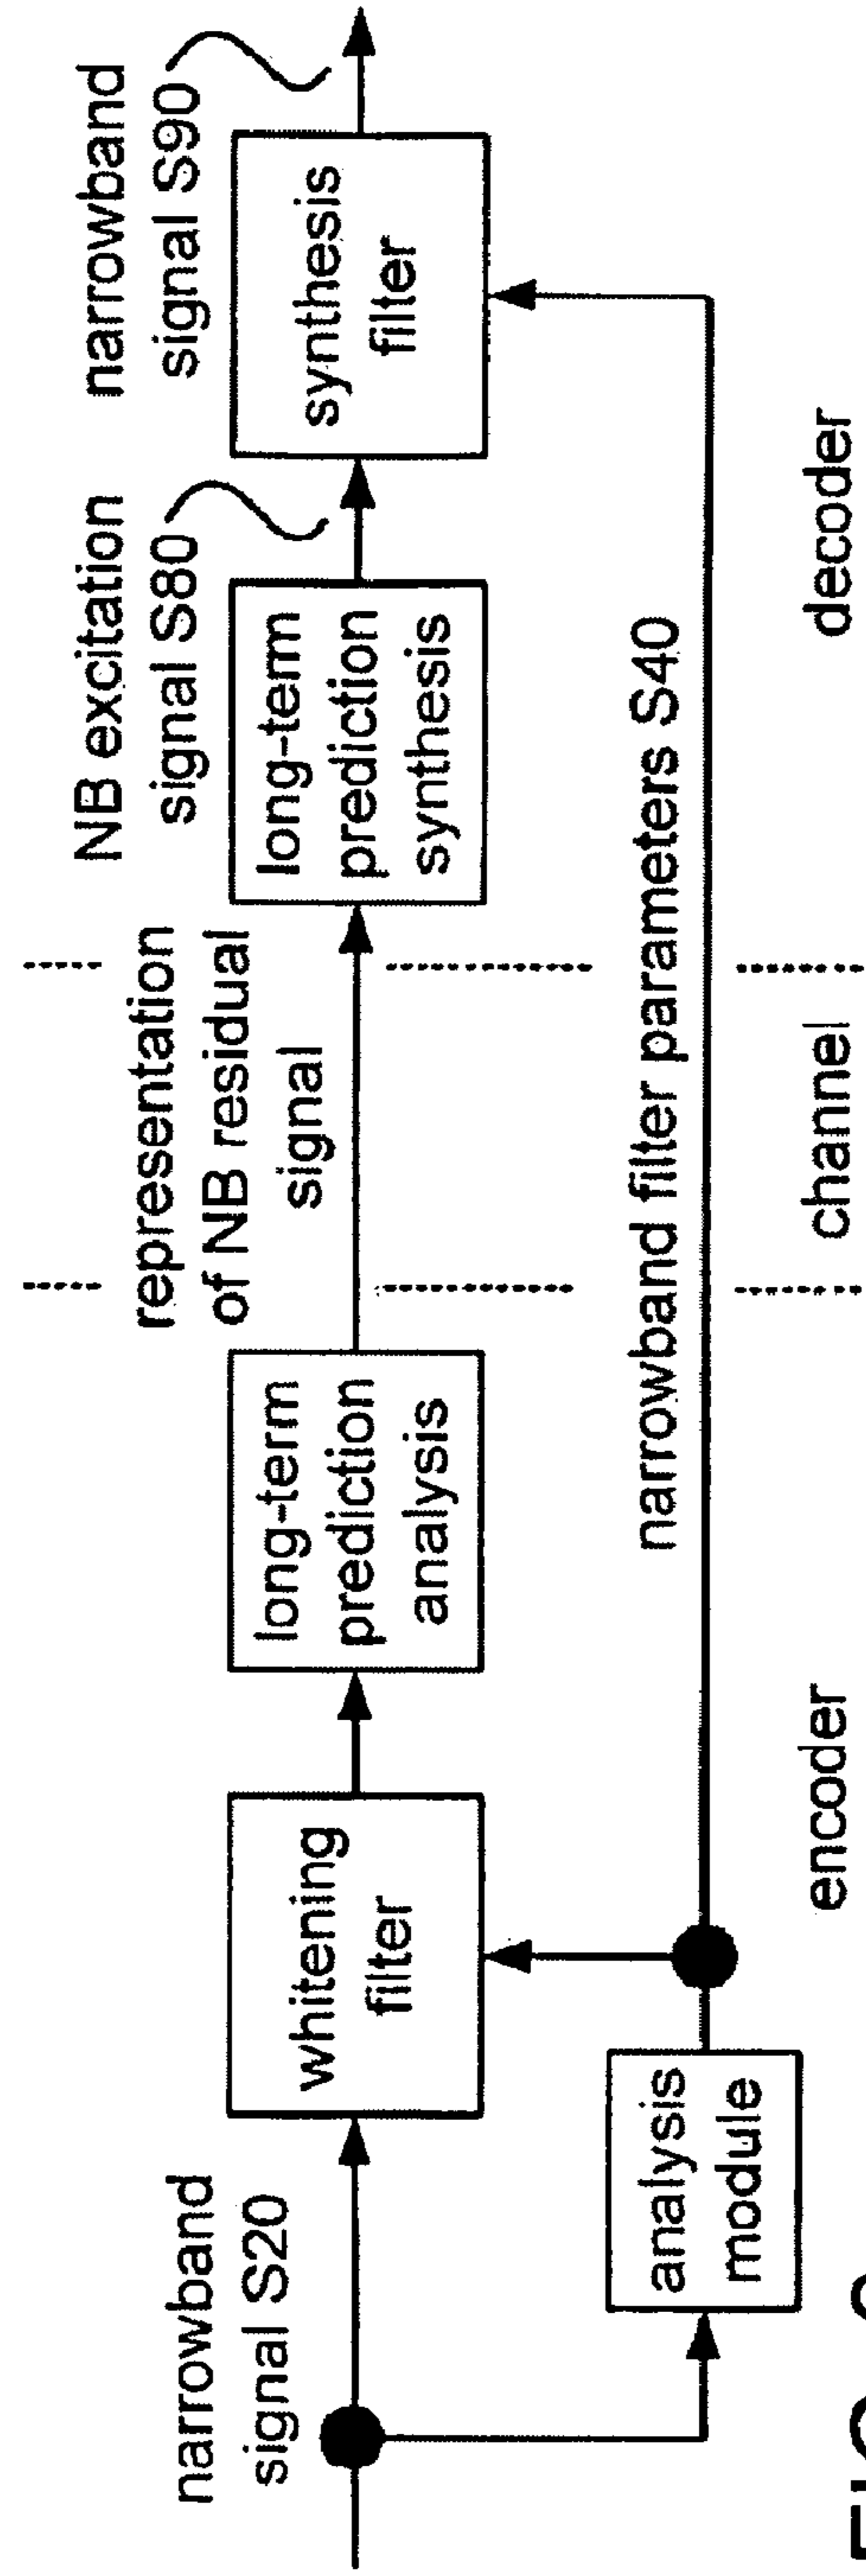 narrowband
signal S20
whitening
filter
long-term
prediction
analysis
representation
of NB residual
signal
long-term
prediction
synthesis
NB excitation
signal S80
synthesis
filter
narrowband
signal S90
analysis
module
narrowband filter parameters S40
encoder
channel
decoder